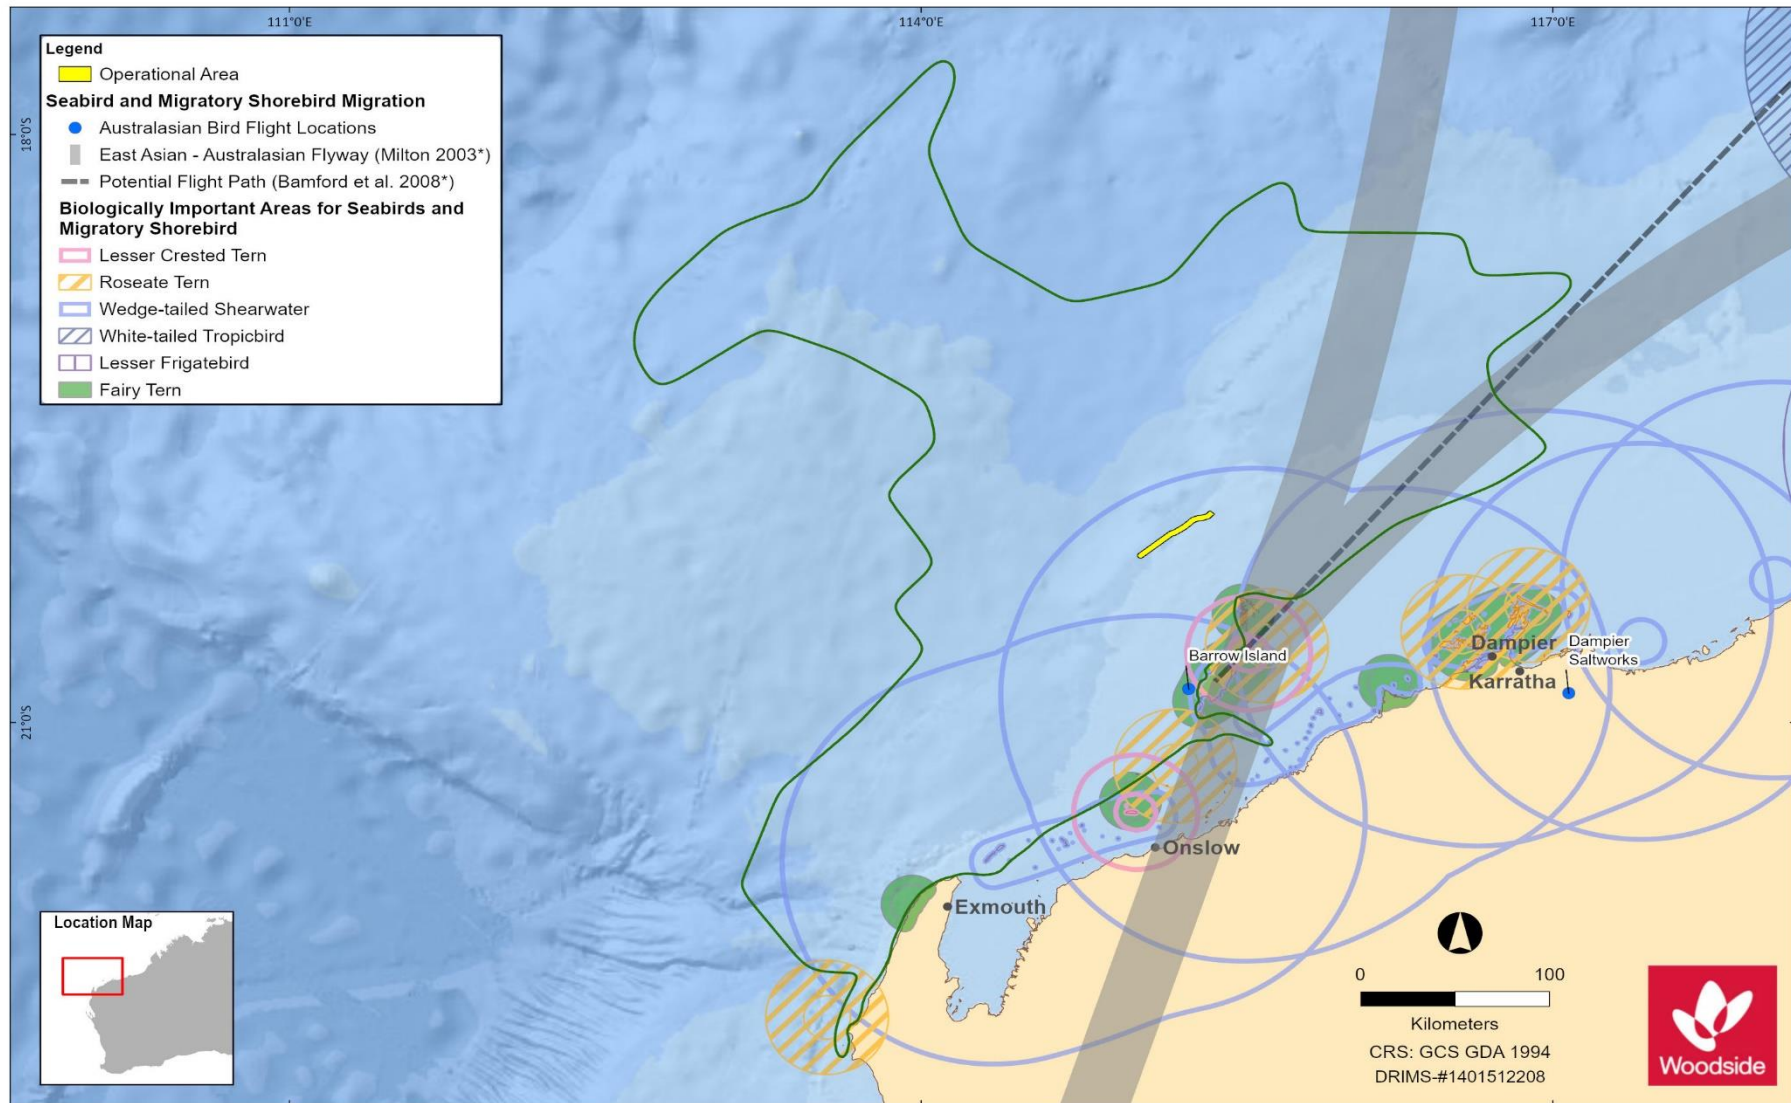 111°0'E
114°0'E
117°0'E
Legend
Operational Area
Seabird and Migratory Shorebird Migration
Australasian Bird Flight Locations
East Asian - Australasian Flyway (Milton 2003*)
Potential Flight Path (Bamford et al. 2008*)
Biologically Important Areas for Seabirds and
Migratory Shorebird
Lesser Crested Tern
Roseate Tern
Wedge-tailed Shearwater
White-tailed Tropicbird
Lesser Frigatebird
Fairy Tern
18°0'S
21°0'S
Barrow Island
Dampier
Dampier
Saltworks
Karratha
Onslow
Exmouth
Location Map
0 100
Kilometers
CRS: GCS GDA 1994
DRIMS-#1401512208
Woodside